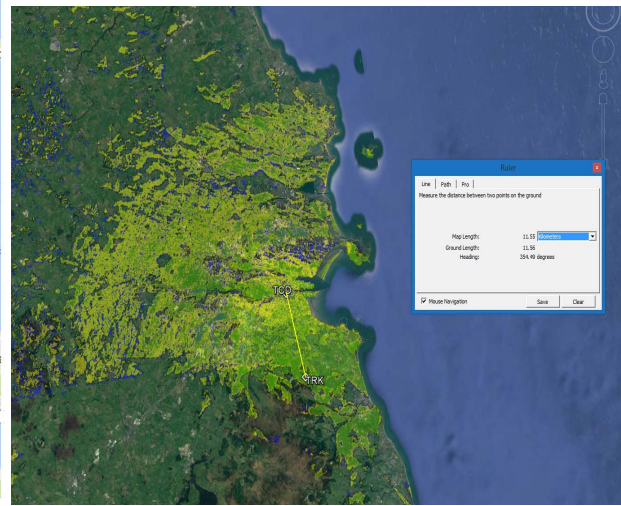 TCD
TRK
Ruler
Line
Path
Pro
Measure the distance between two points on the ground
Map Length: 11.55 Kilometers
Ground Length: 11.56
Heading: 354.49 degrees
Mouse Navigation
Save
Clear